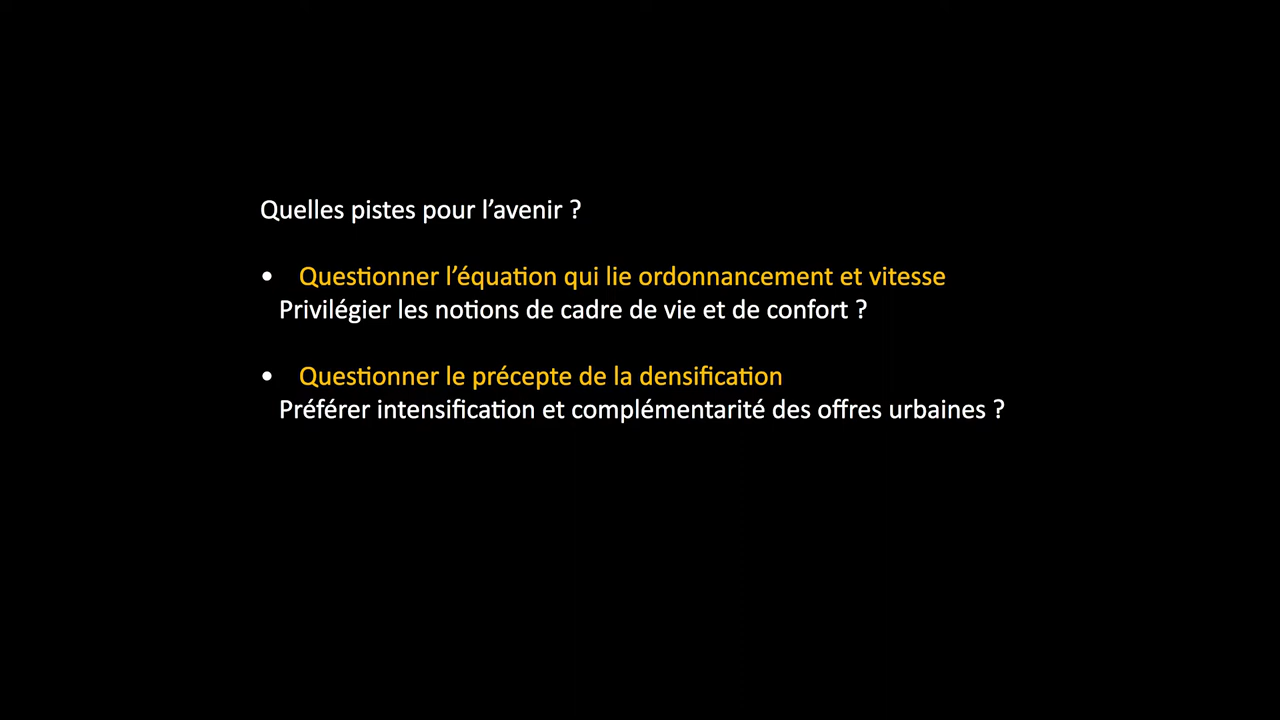 Quelles pistes pour l’avenir ?
• Questionner l’équation qui lie ordonnancement et vitesse
Privilégier les notions de cadre de vie et de confort ?
• Questionner le précepte de la densification
Préférer intensification et complémentarité des offres urbaines ?